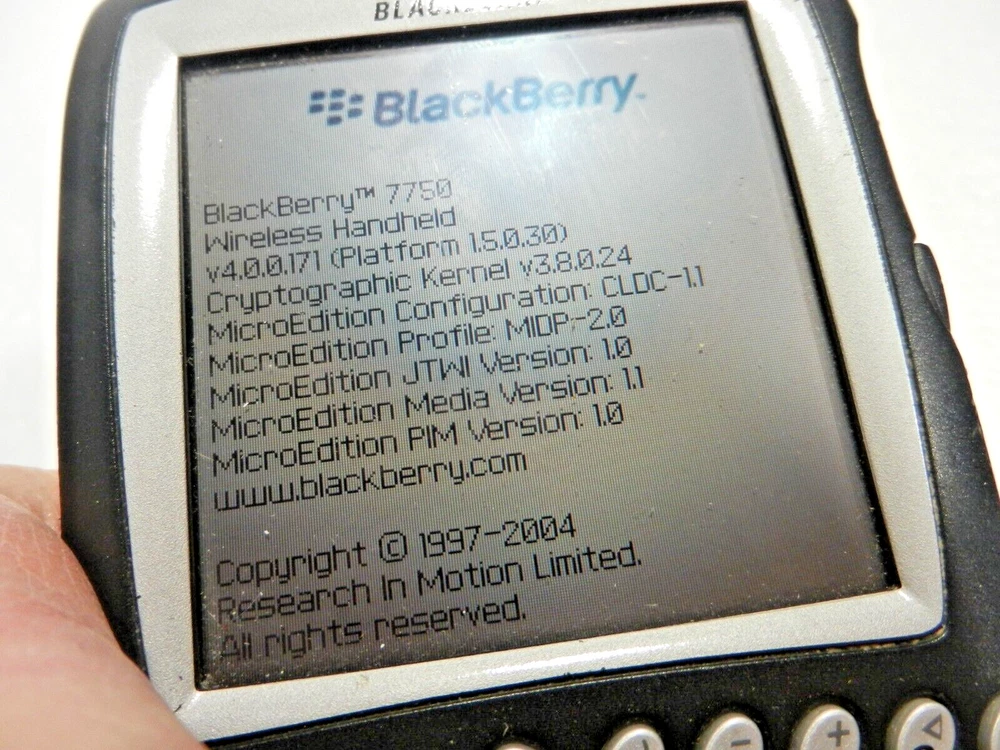 BlackBerry
BlackBerry™ 7750
Wireless Handheld
v4.0.0.171 (Platform 1.5.0.30)
Cryptographic Kernel v3.8.0.24
MicroEdition Configuration: CLDC-1.1
MicroEdition Profile: MIDP-2.0
MicroEdition JTWI Version: 1.0
MicroEdition Media Version: 1.1
MicroEdition PIM Version: 1.0
www.blackberry.com
Copyright © 1997-2004
Research In Motion Limited.
All rights reserved.
- +